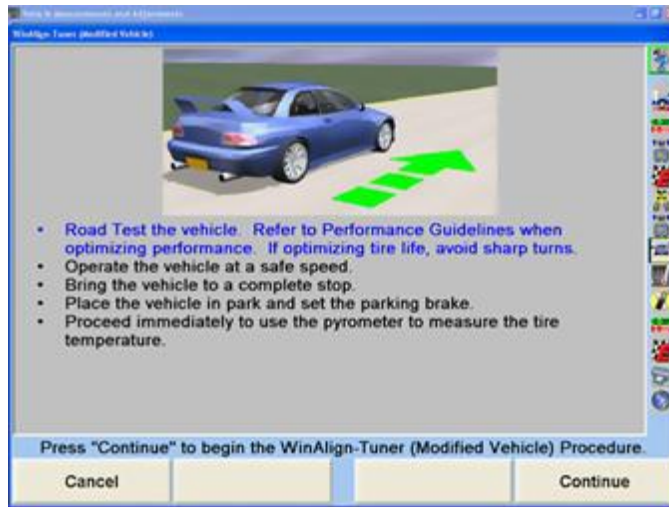 WinAlign-Tuner (Modified Vehicle)
• Road Test the vehicle. Refer to Performance Guidelines when
optimizing performance. If optimizing tire life, avoid sharp turns.
• Operate the vehicle at a safe speed.
• Bring the vehicle to a complete stop.
• Place the vehicle in park and set the parking brake.
• Proceed immediately to use the pyrometer to measure the tire
temperature.
Press "Continue" to begin the WinAlign-Tuner (Modified Vehicle) Procedure.
Cancel
Continue